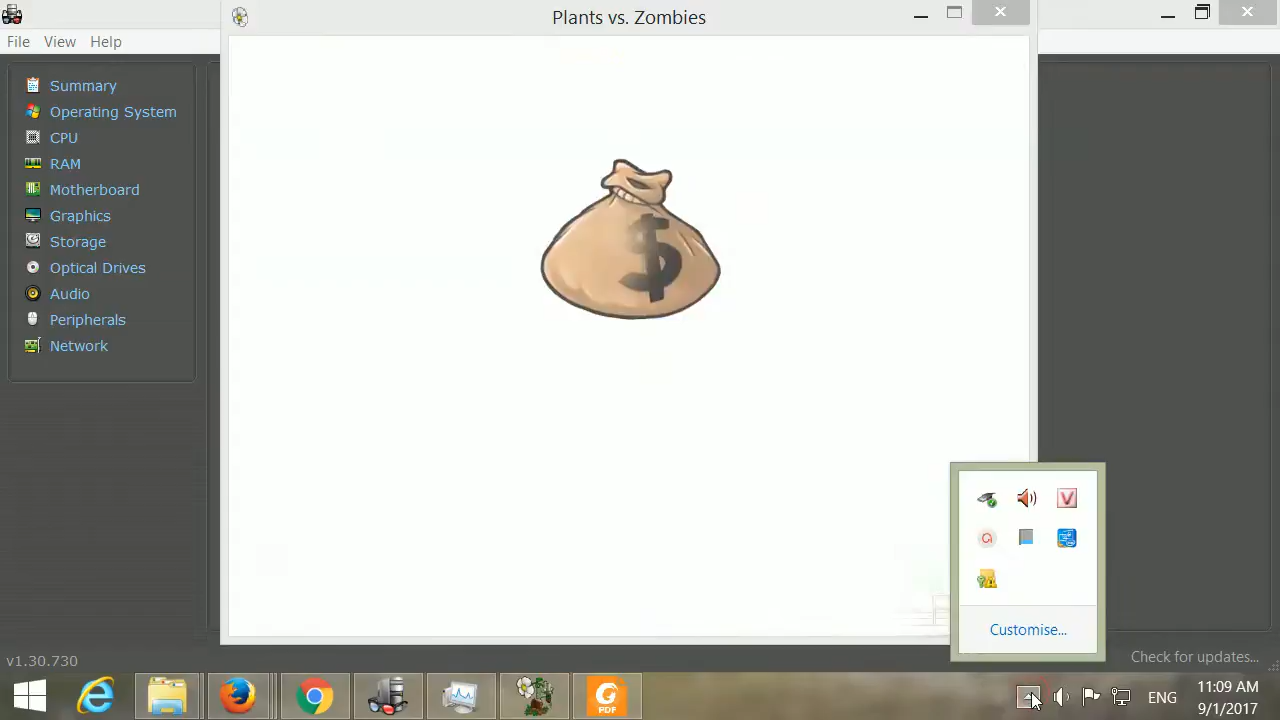 Plants vs. Zombies
File View Help
Summary
Operating System
CPU
RAM
Motherboard
Graphics
Storage
Optical Drives
Audio
Peripherals
Network
$
V
Customise...
v1.30.730
Check for updates...
PDF
ENG
11:09 AM
9/1/2017